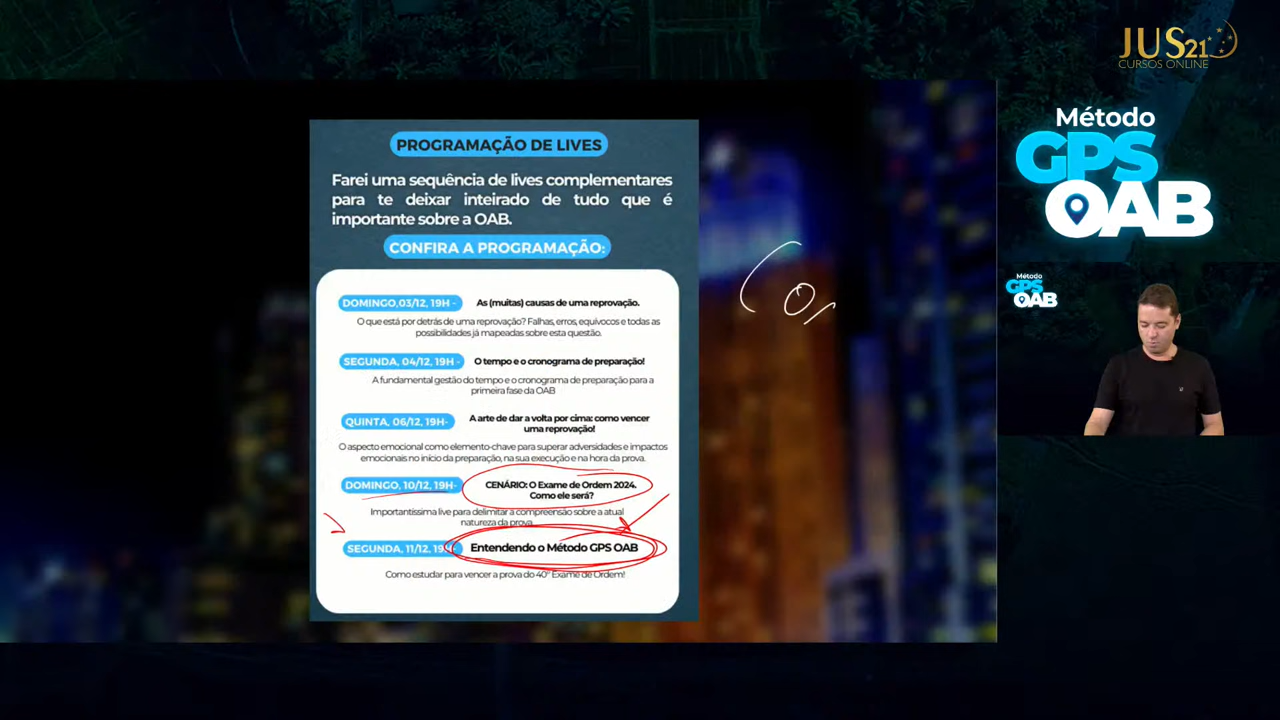 JUS21
CURSOS ONLINE
PROGRAMAÇÃO DE LIVES
Farei uma sequência de lives complementares
para te deixar inteirado de tudo que é
importante sobre a OAB.
CONFIRA A PROGRAMAÇÃO:
DOMINGO,03/12, 19H - As (muitas) causas de uma reprovação.
O que está por detrás de uma reprovação? Falhas, erros, equivocos e todas as
possibilidades já mapeadas sobre esta questão.
SEGUNDA, 04/12, 19H - O tempo e o cronograma de preparação!
A fundamental gestão do tempo e o cronograma de preparação para a
primeira fase da OAB
QUINTA, 06/12, 19H- A arte de dar a volta por cima: como vencer
uma reprovação!
O aspecto emocional como elemento-chave para superar adversidades e impactos
emocionais no início da preparação, na sua execução e na hora da prova.
DOMINGO, 10/12, 19H- CENÁRIO: O Exame de Ordem 2024.
Como ele será?
Importantíssima live para delimitar a compreensão sobre a atual
natureza da prova
SEGUNDA, 11/12, 19H- Entendendo o Método GPS OAB
Como estudar para vencer a prova do 40º Exame de Ordem!
Método
GPS
OAB
Método
GPS
OAB